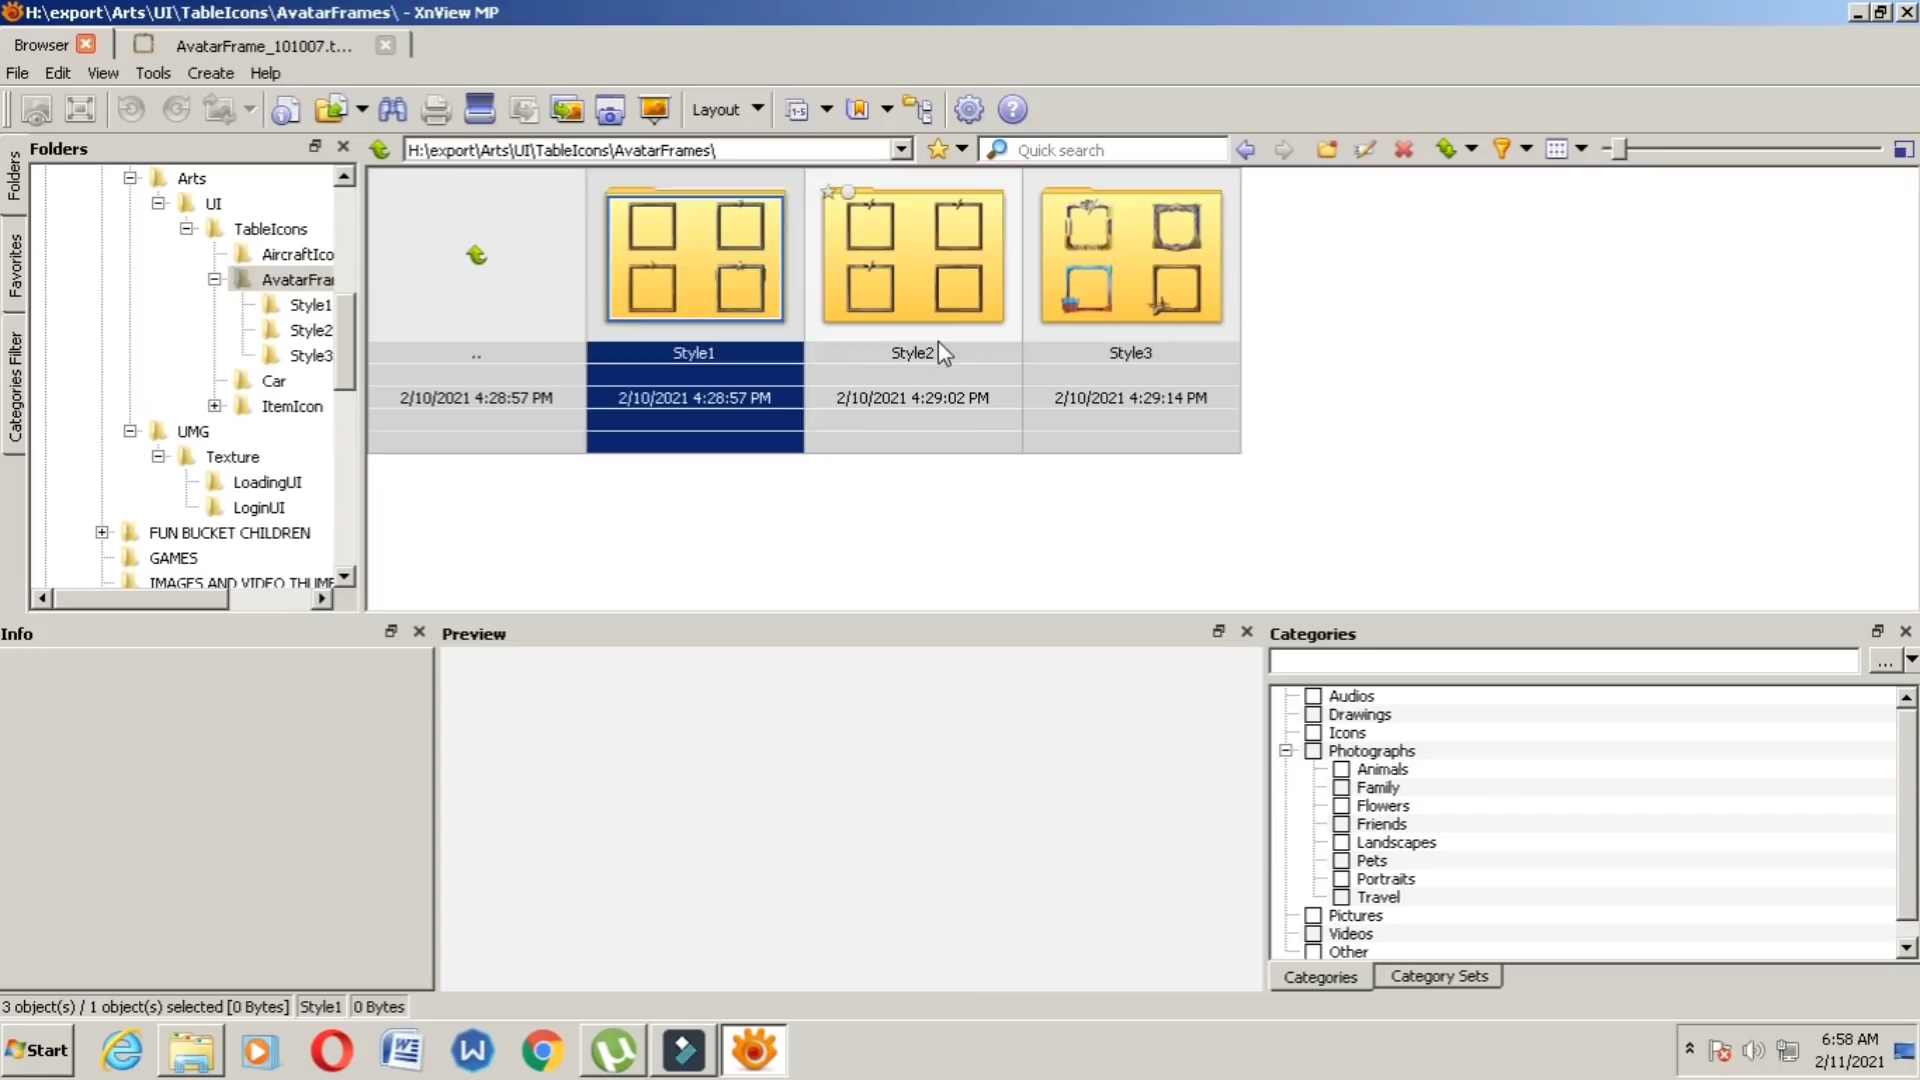 H:\export\Arts\UI\TableIcons\AvatarFrames\ - XnView MP
Browser AvatarFrame_101007.t...
File Edit View Tools Create Help
Layout
Folders
H:\export\Arts\UI\TableIcons\AvatarFrames\
Quick search
Folders
Favorites
Categories Filter
Arts
UI
TableIcons
AircraftIco
AvatarFrar
Style1
Style2
Style3
Car
ItemIcon
UMG
Texture
LoadingUI
LoginUI
FUN BUCKET CHILDREN
GAMES
IMAGES AND VIDEO THUME
.. Style1 Style2 Style3
2/10/2021 4:28:57 PM 2/10/2021 4:28:57 PM 2/10/2021 4:29:02 PM 2/10/2021 4:29:14 PM
Info
Preview
Categories
...
Audios
Drawings
Icons
Photographs
Animals
Family
Flowers
Friends
Landscapes
Pets
Portraits
Travel
Pictures
Videos
Other
Categories Category Sets
3 object(s) / 1 object(s) selected [0 Bytes] Style1 0 Bytes
Start
6:58 AM
2/11/2021